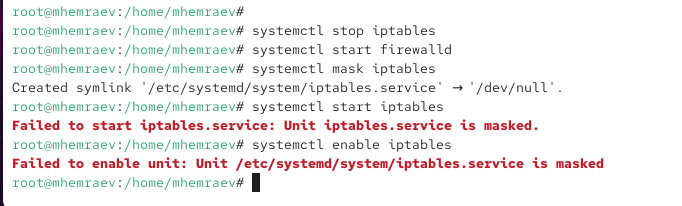 root@mhemraev:/home/mhemraev#
root@mhemraev:/home/mhemraev# systemctl stop iptables
root@mhemraev:/home/mhemraev# systemctl start firewalld
root@mhemraev:/home/mhemraev# systemctl mask iptables
Created symlink '/etc/systemd/system/iptables.service' → '/dev/null'.
root@mhemraev:/home/mhemraev# systemctl start iptables
Failed to start iptables.service: Unit iptables.service is masked.
root@mhemraev:/home/mhemraev# systemctl enable iptables
Failed to enable unit: Unit /etc/systemd/system/iptables.service is masked
root@mhemraev:/home/mhemraev#